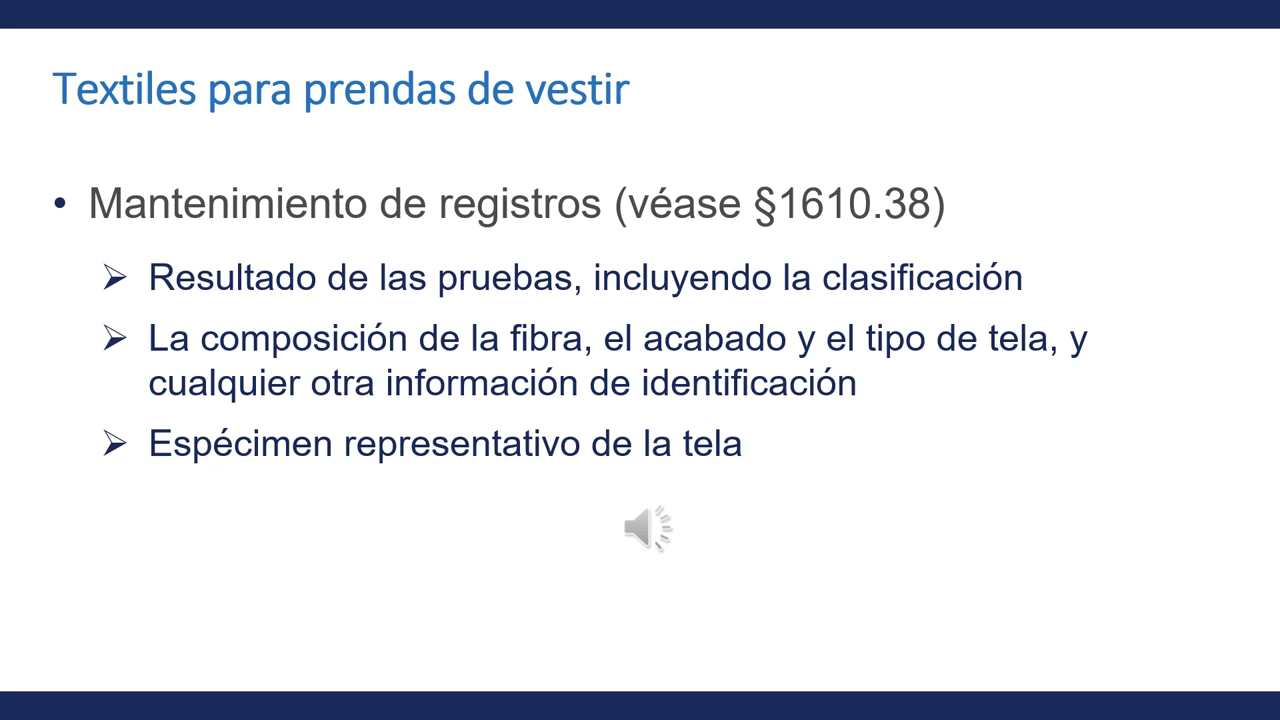 Textiles para prendas de vestir
• Mantenimiento de registros (véase §1610.38)
➢ Resultado de las pruebas, incluyendo la clasificación
➢ La composición de la fibra, el acabado y el tipo de tela, y
cualquier otra información de identificación
➢ Espécimen representativo de la tela